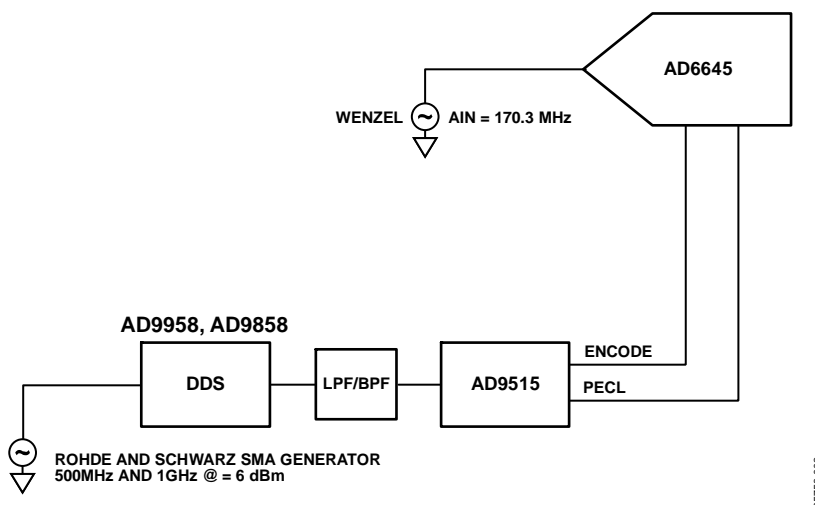 AD6645
WENZEL
AIN = 170.3 MHz
AD9958, AD9858
DDS
LPF/BPF
AD9515
ENCODE
PECL
ROHDE AND SCHWARZ SMA GENERATOR
500MHz AND 1GHz @ = 6 dBm